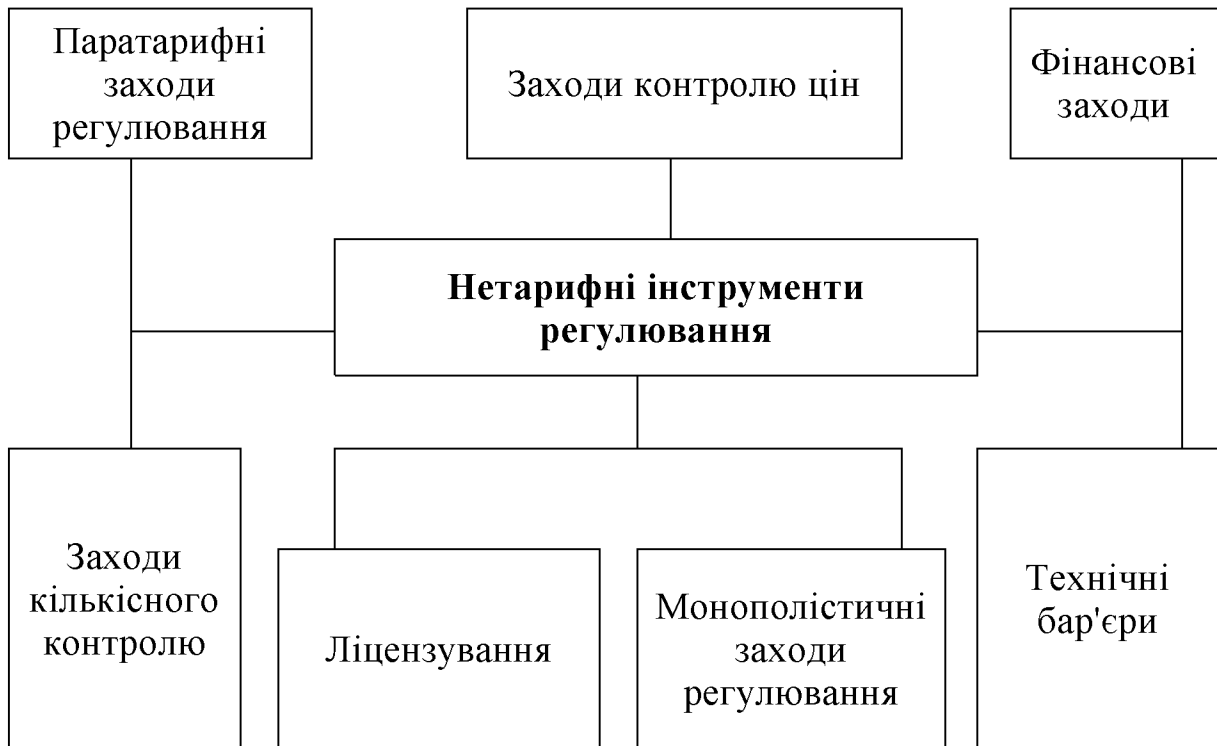 Паратарифні
заходи
регулювання
Заходи контролю цін
Фінансові
заходи
Нетарифні інструменти
регулювання
Заходи
кількісного
контролю
Ліцензування
Монополістичні
заходи
регулювання
Технічні
бар'єри